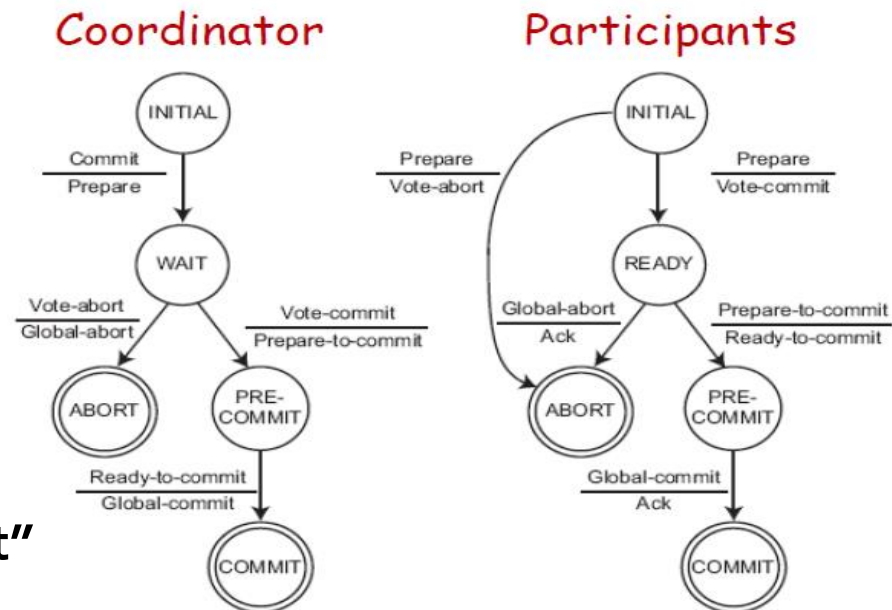 Coordinator
Participants
INITIAL
INITIAL
Commit
Prepare
Prepare
Vote-abort
Prepare
Vote-commit
WAIT
READY
Vote-abort
Global-abort
Vote-commit
Prepare-to-commit
Global-abort
Ack
Prepare-to-commit
Ready-to-commit
ABORT
PRE-
COMMIT
ABORT
PRE-
COMMIT
Ready-to-commit
Global-commit
Global-commit
Ack
t”
COMMIT
COMMIT